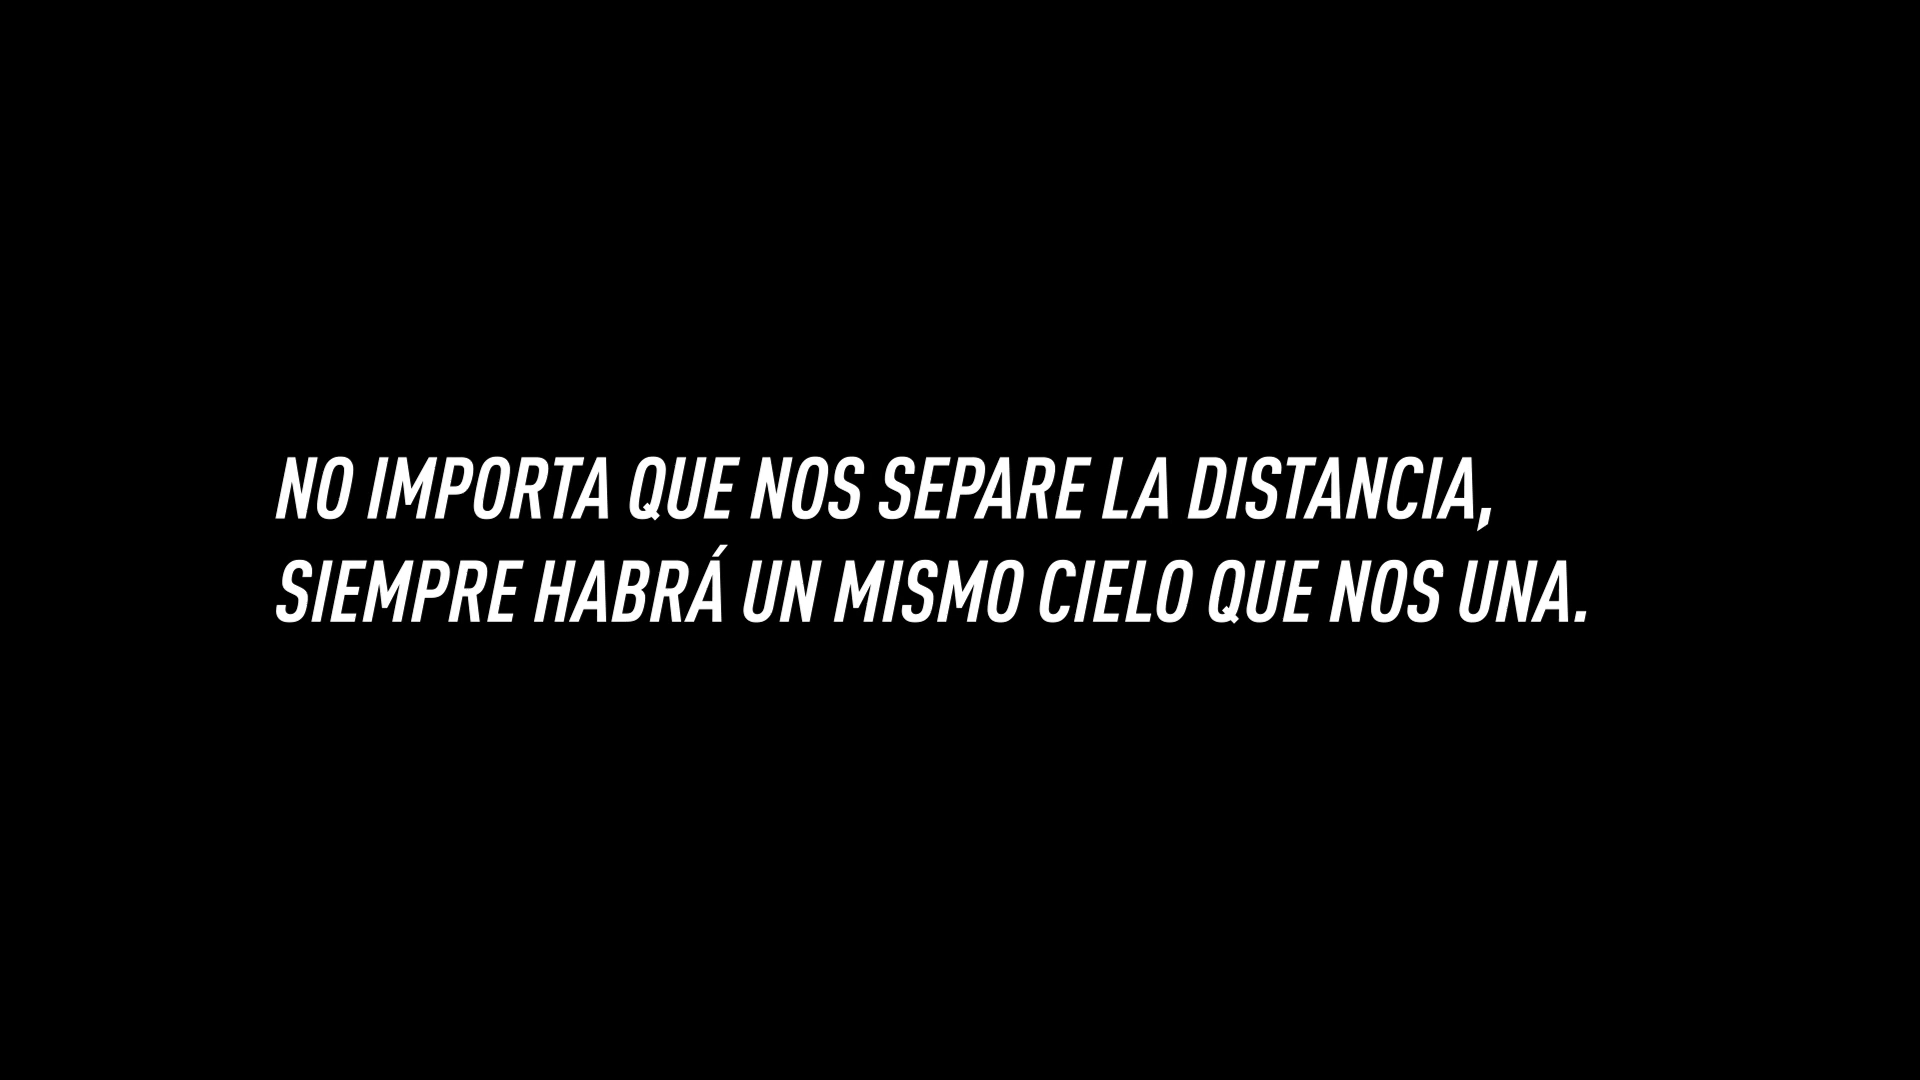 NO IMPORTA QUE NOS SEPARE LA DISTANCIA,
SIEMPRE HABRÁ UN MISMO CIELO QUE NOS UNA.